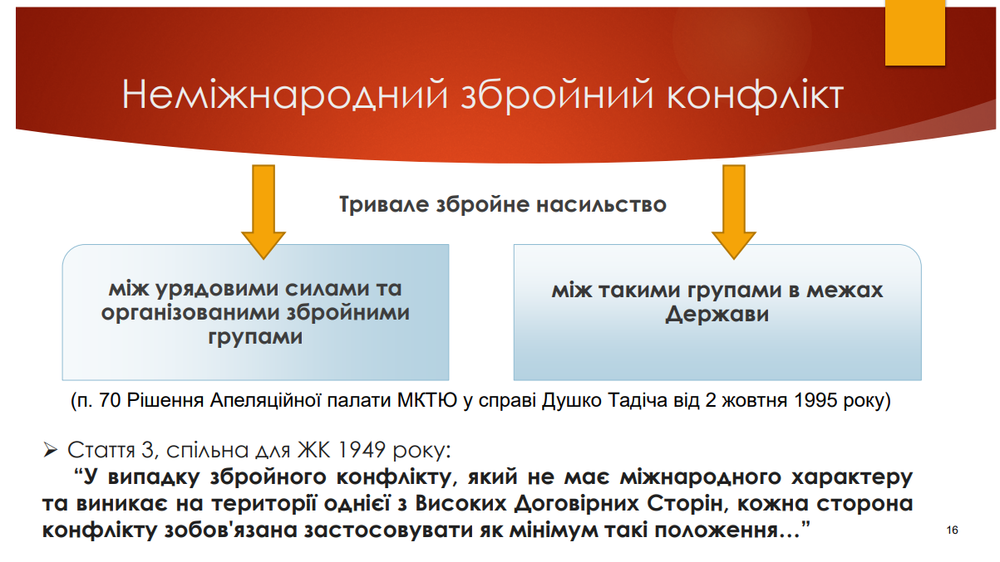 Неміжнародний збройний конфлікт
Тривале збройне насильство
між урядовими силами та
організованими збройними
групами
між такими групами в межах
Держави
(п. 70 Рішення Апеляційної палати МКТЮ у справі Душко Тадіча від 2 жовтня 1995 року)
➢ Стаття 3, спільна для ЖК 1949 року:
“У випадку збройного конфлікту, який не має міжнародного характеру
та виникає на території однієї з Високих Договірних Сторін, кожна сторона
конфлікту зобов'язана застосовувати як мінімум такі положення…”
16